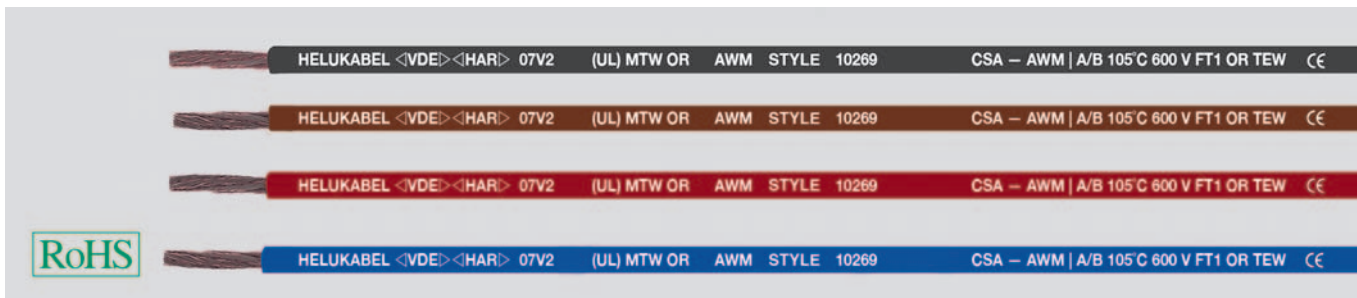 HELUKABEL ◁VDE▷ ◁HAR▷ 07V2 (UL) MTW OR AWM STYLE 10269 CSA – AWM | A/B 105°C 600 V FT1 OR TEW CE
HELUKABEL ◁VDE▷ ◁HAR▷ 07V2 (UL) MTW OR AWM STYLE 10269 CSA – AWM | A/B 105°C 600 V FT1 OR TEW CE
HELUKABEL ◁VDE▷ ◁HAR▷ 07V2 (UL) MTW OR AWM STYLE 10269 CSA – AWM | A/B 105°C 600 V FT1 OR TEW CE
RoHS
HELUKABEL ◁VDE▷ ◁HAR▷ 07V2 (UL) MTW OR AWM STYLE 10269 CSA – AWM | A/B 105°C 600 V FT1 OR TEW CE